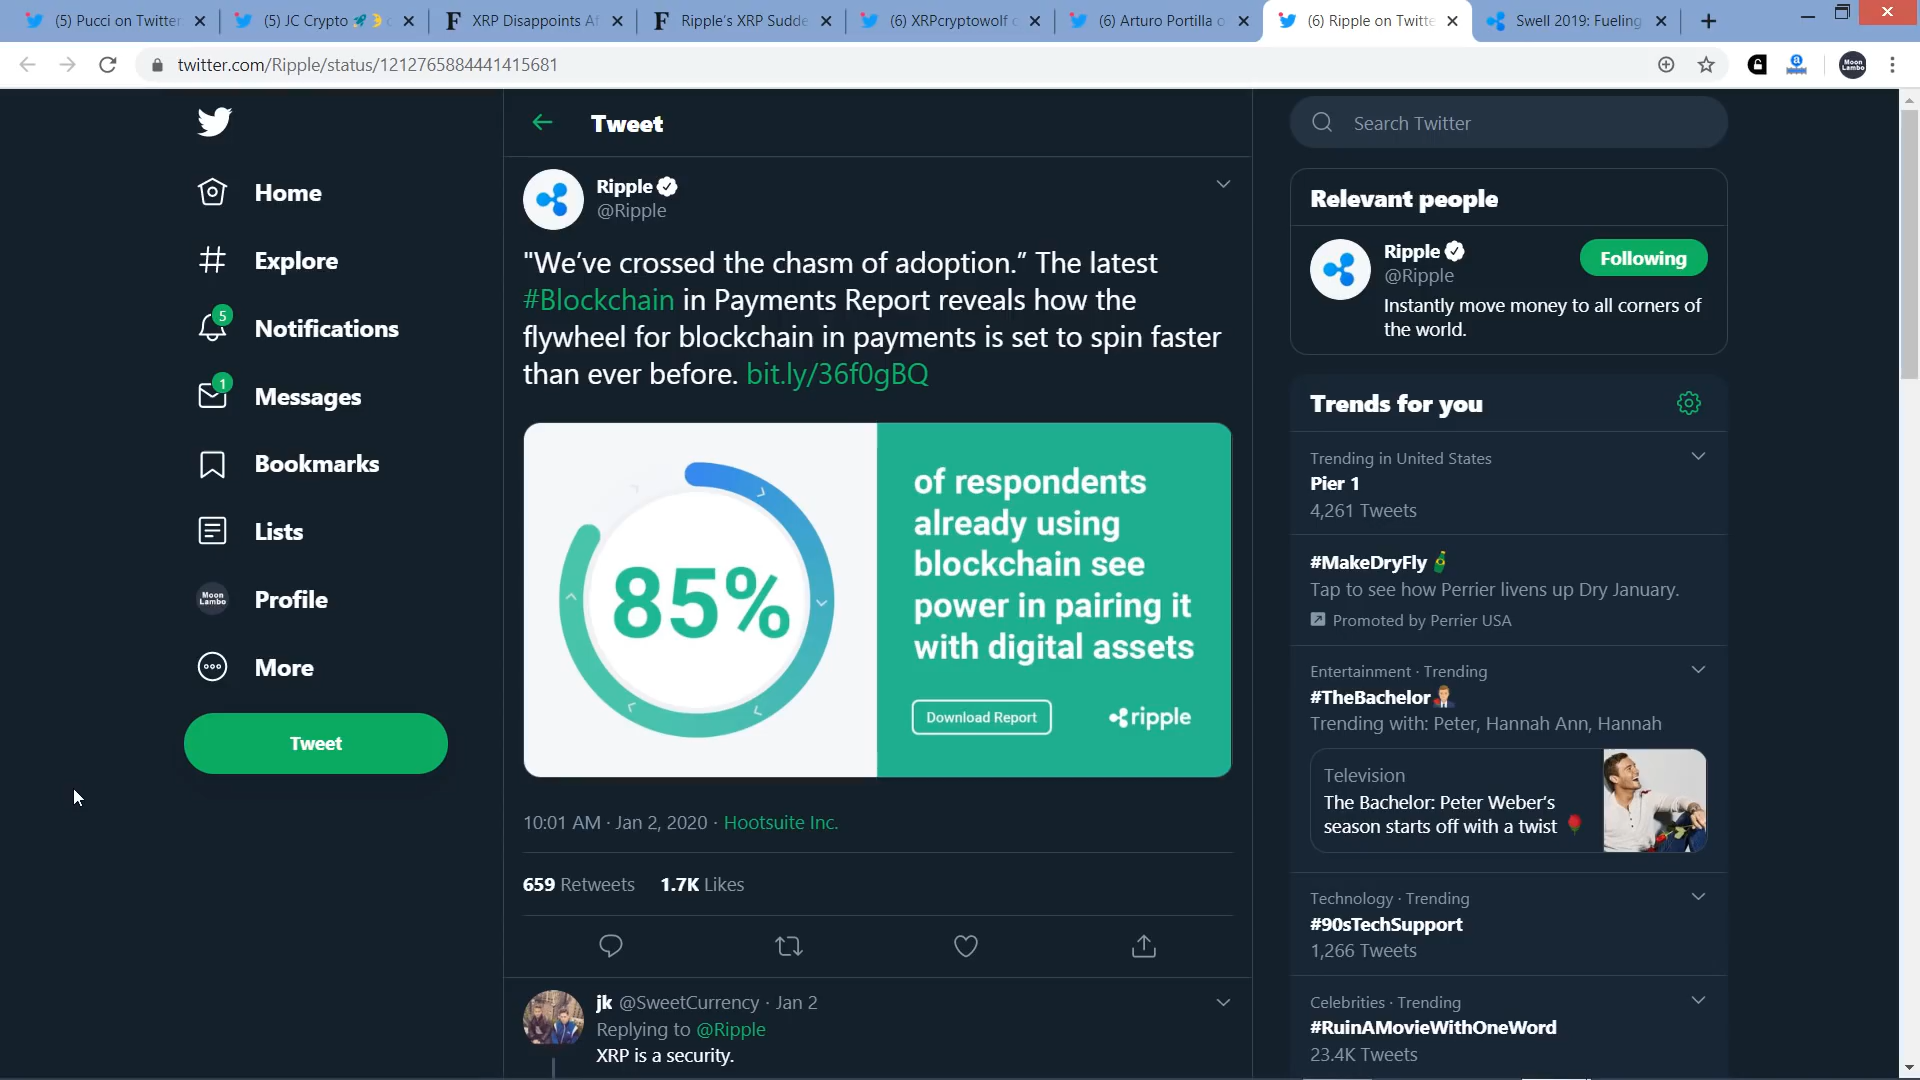 (5) Pucci on Twitter
(5) JC Crypto
XRP Disappoints Af
Ripple's XRP Sudde
(6) XRPcryptowolf
(6) Arturo Portilla o
(6) Ripple on Twitte
Swell 2019: Fueling
twitter.com/Ripple/status/1212765884441415681
Moon
Lambo
Home
Explore
5
Notifications
1
Messages
Bookmarks
Lists
Moon
Lambo
Profile
More
Tweet
Tweet
Ripple
@Ripple
"We've crossed the chasm of adoption." The latest
#Blockchain in Payments Report reveals how the
flywheel for blockchain in payments is set to spin faster
than ever before. bit.ly/36f0gBQ
85%
of respondents
already using
blockchain see
power in pairing it
with digital assets
Download Report
ripple
10:01 AM · Jan 2, 2020 · Hootsuite Inc.
659 Retweets 1.7K Likes
jk @SweetCurrency · Jan 2
Replying to @Ripple
XRP is a security.
Search Twitter
Relevant people
Ripple
@Ripple
Following
Instantly move money to all corners of
the world.
Trends for you
Trending in United States
Pier 1
4,261 Tweets
#MakeDryFly
Tap to see how Perrier livens up Dry January.
Promoted by Perrier USA
Entertainment · Trending
#TheBachelor
Trending with: Peter, Hannah Ann, Hannah
Television
The Bachelor: Peter Weber's
season starts off with a twist
Technology · Trending
#90sTechSupport
1,266 Tweets
Celebrities · Trending
#RuinAMovieWithOneWord
23.4K Tweets